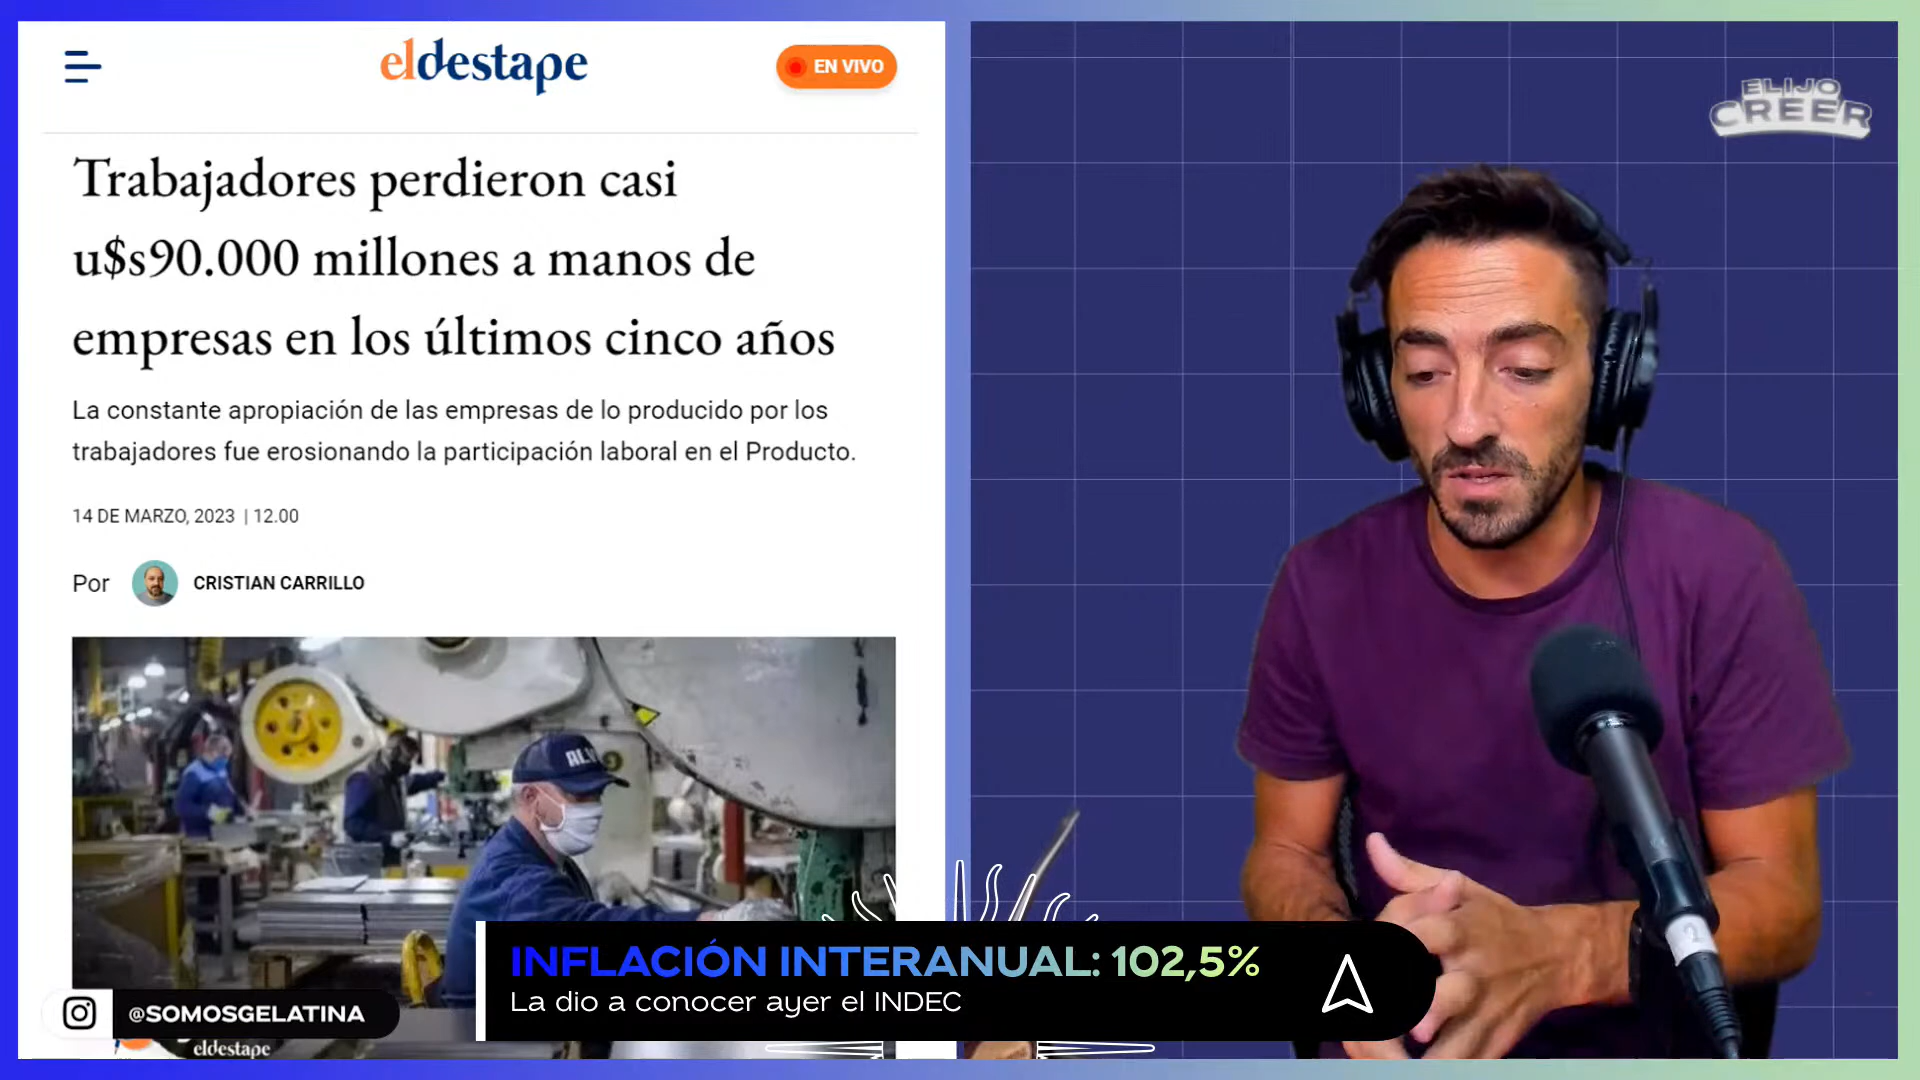 eldestape
EN VIVO
Trabajadores perdieron casi
u$s90.000 millones a manos de
empresas en los últimos cinco años
La constante apropiación de las empresas de lo producido por los
trabajadores fue erosionando la participación laboral en el Producto.
14 DE MARZO, 2023 | 12.00
Por CRISTIAN CARRILLO
@SOMOSGELATINA
eldestape
ELIJO
CREER
2
INFLACIÓN INTERANUAL: 102,5%
La dio a conocer ayer el INDEC